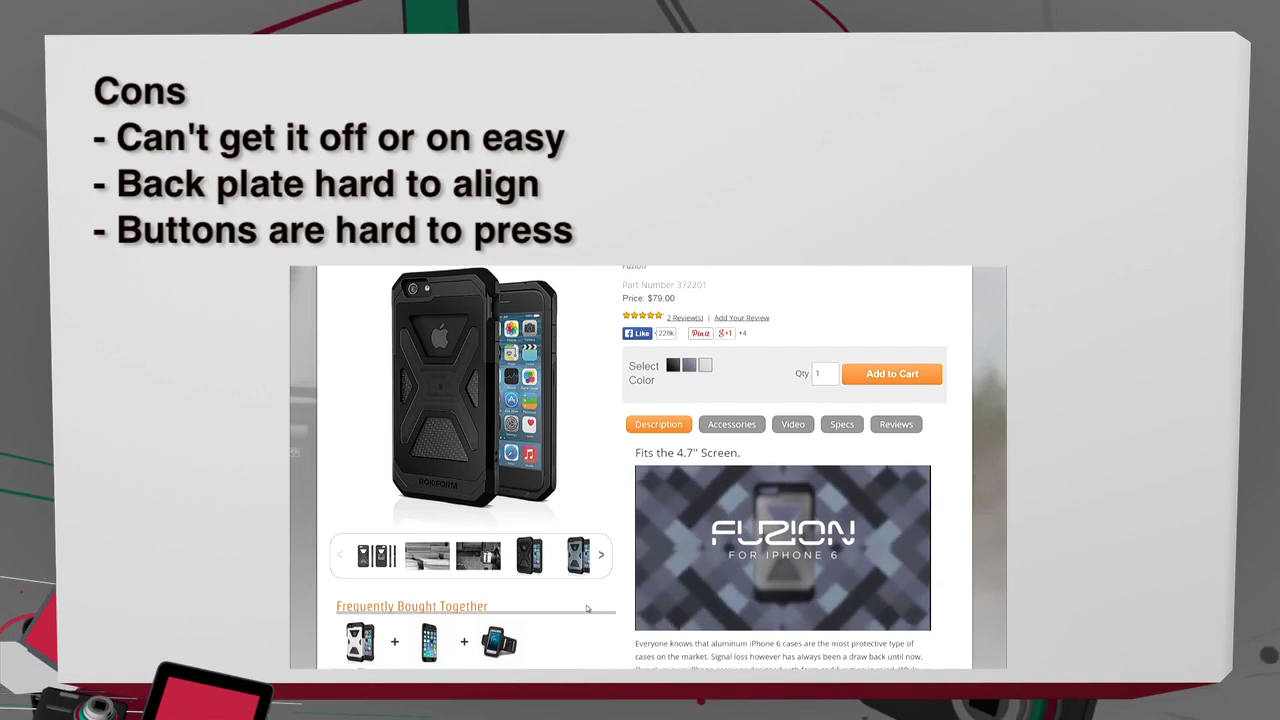 Cons
- Can't get it off or on easy
- Back plate hard to align
- Buttons are hard to press
Fuzion
Part Number 372201
Price: $79.00
2 Review(s) | Add Your Review
Like 228k Pin it g+1 +4
Select
Color
Qty 1 Add to Cart
Description Accessories Video Specs Reviews
Fits the 4.7" Screen.
ROKFORM
FUZION
FOR IPHONE 6
Frequently Bought Together
+ +
Everyone knows that aluminum iPhone 6 cases are the most protective type of
cases on the market. Signal loss however has always been a draw back until now.